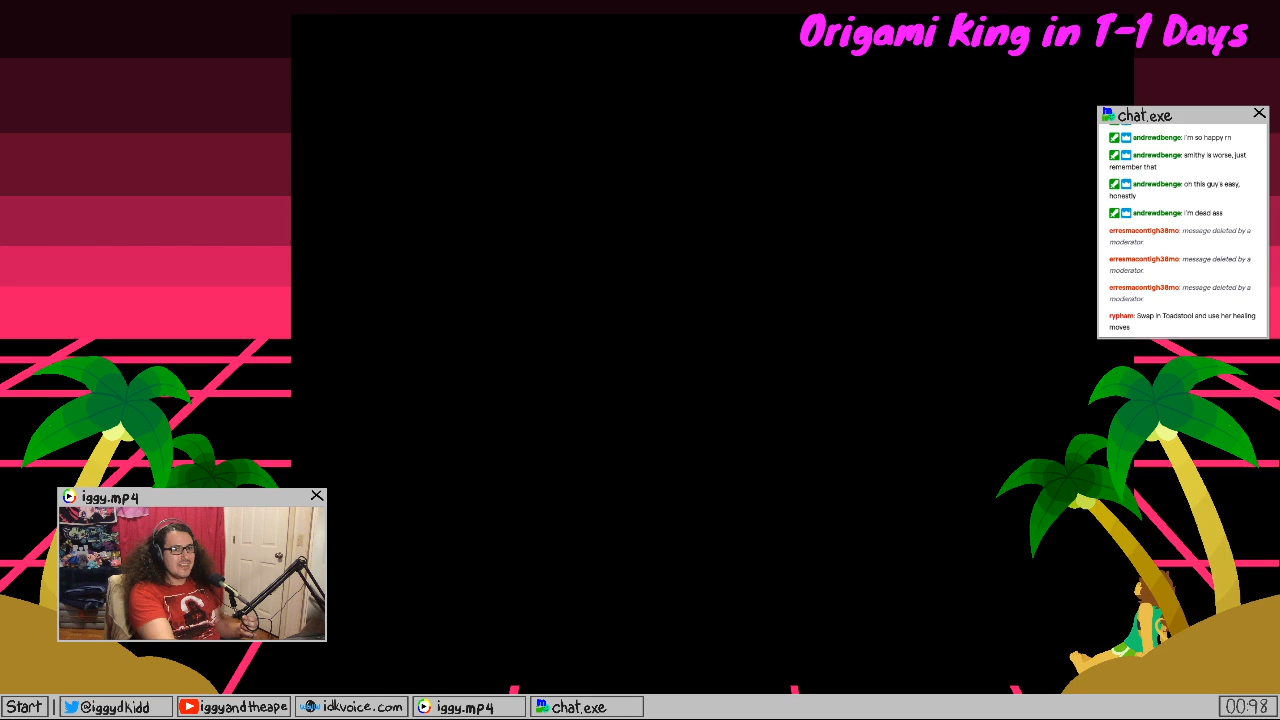 Origami King in T-1 Days
chat.exe
andrewdbenge: i'm so happy rn
andrewdbenge: smithy is worse, just
remember that
andrewdbenge: oh this guy's easy,
honestly
andrewdbenge: i'm dead ass
erresmacontigh38mo: message deleted by a
moderator.
erresmacontigh38mo: message deleted by a
moderator.
erresmacontigh38mo: message deleted by a
moderator.
rypham: Swap in Toadstool and use her healing
moves
iggy.mp4
Start
@iggydkidd
iggyandtheape
idkvoice.com
iggy.mp4
chat.exe
00:98